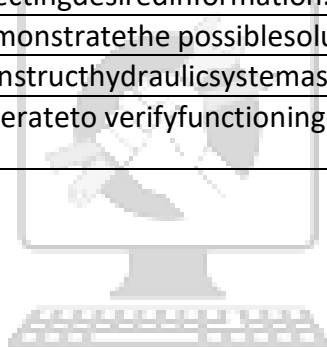 ectingdesiredinformation.
monstratethe possiblesolu
nstructhydraulicsystemas
erateto verifyfunctioning